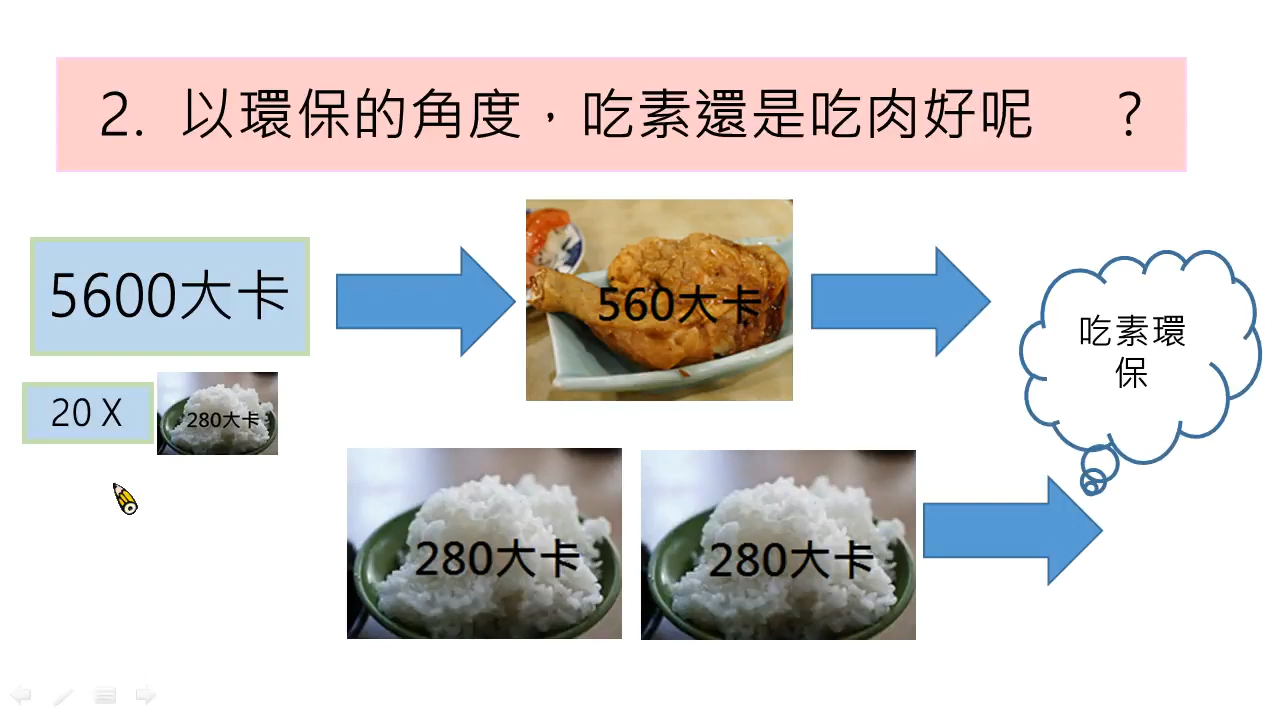 2. 以環保的角度，吃素還是吃肉好呢 ？
5600大卡
560大卡
吃素環
保
20 X
280大卡
280大卡
280大卡